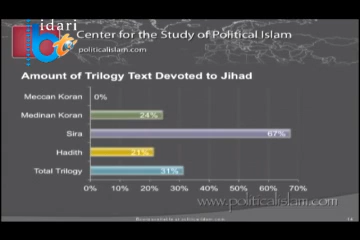 idari
bt
Center for the Study of Political Islam
politicalislam.com
Amount of Trilogy Text Devoted to Jihad
Meccan Koran 0%
Medinan Koran 24%
Sira 67%
Hadith 21%
Total Trilogy 31%
0% 10% 20% 30% 40% 50% 60% 70%
www.politicalislam.com